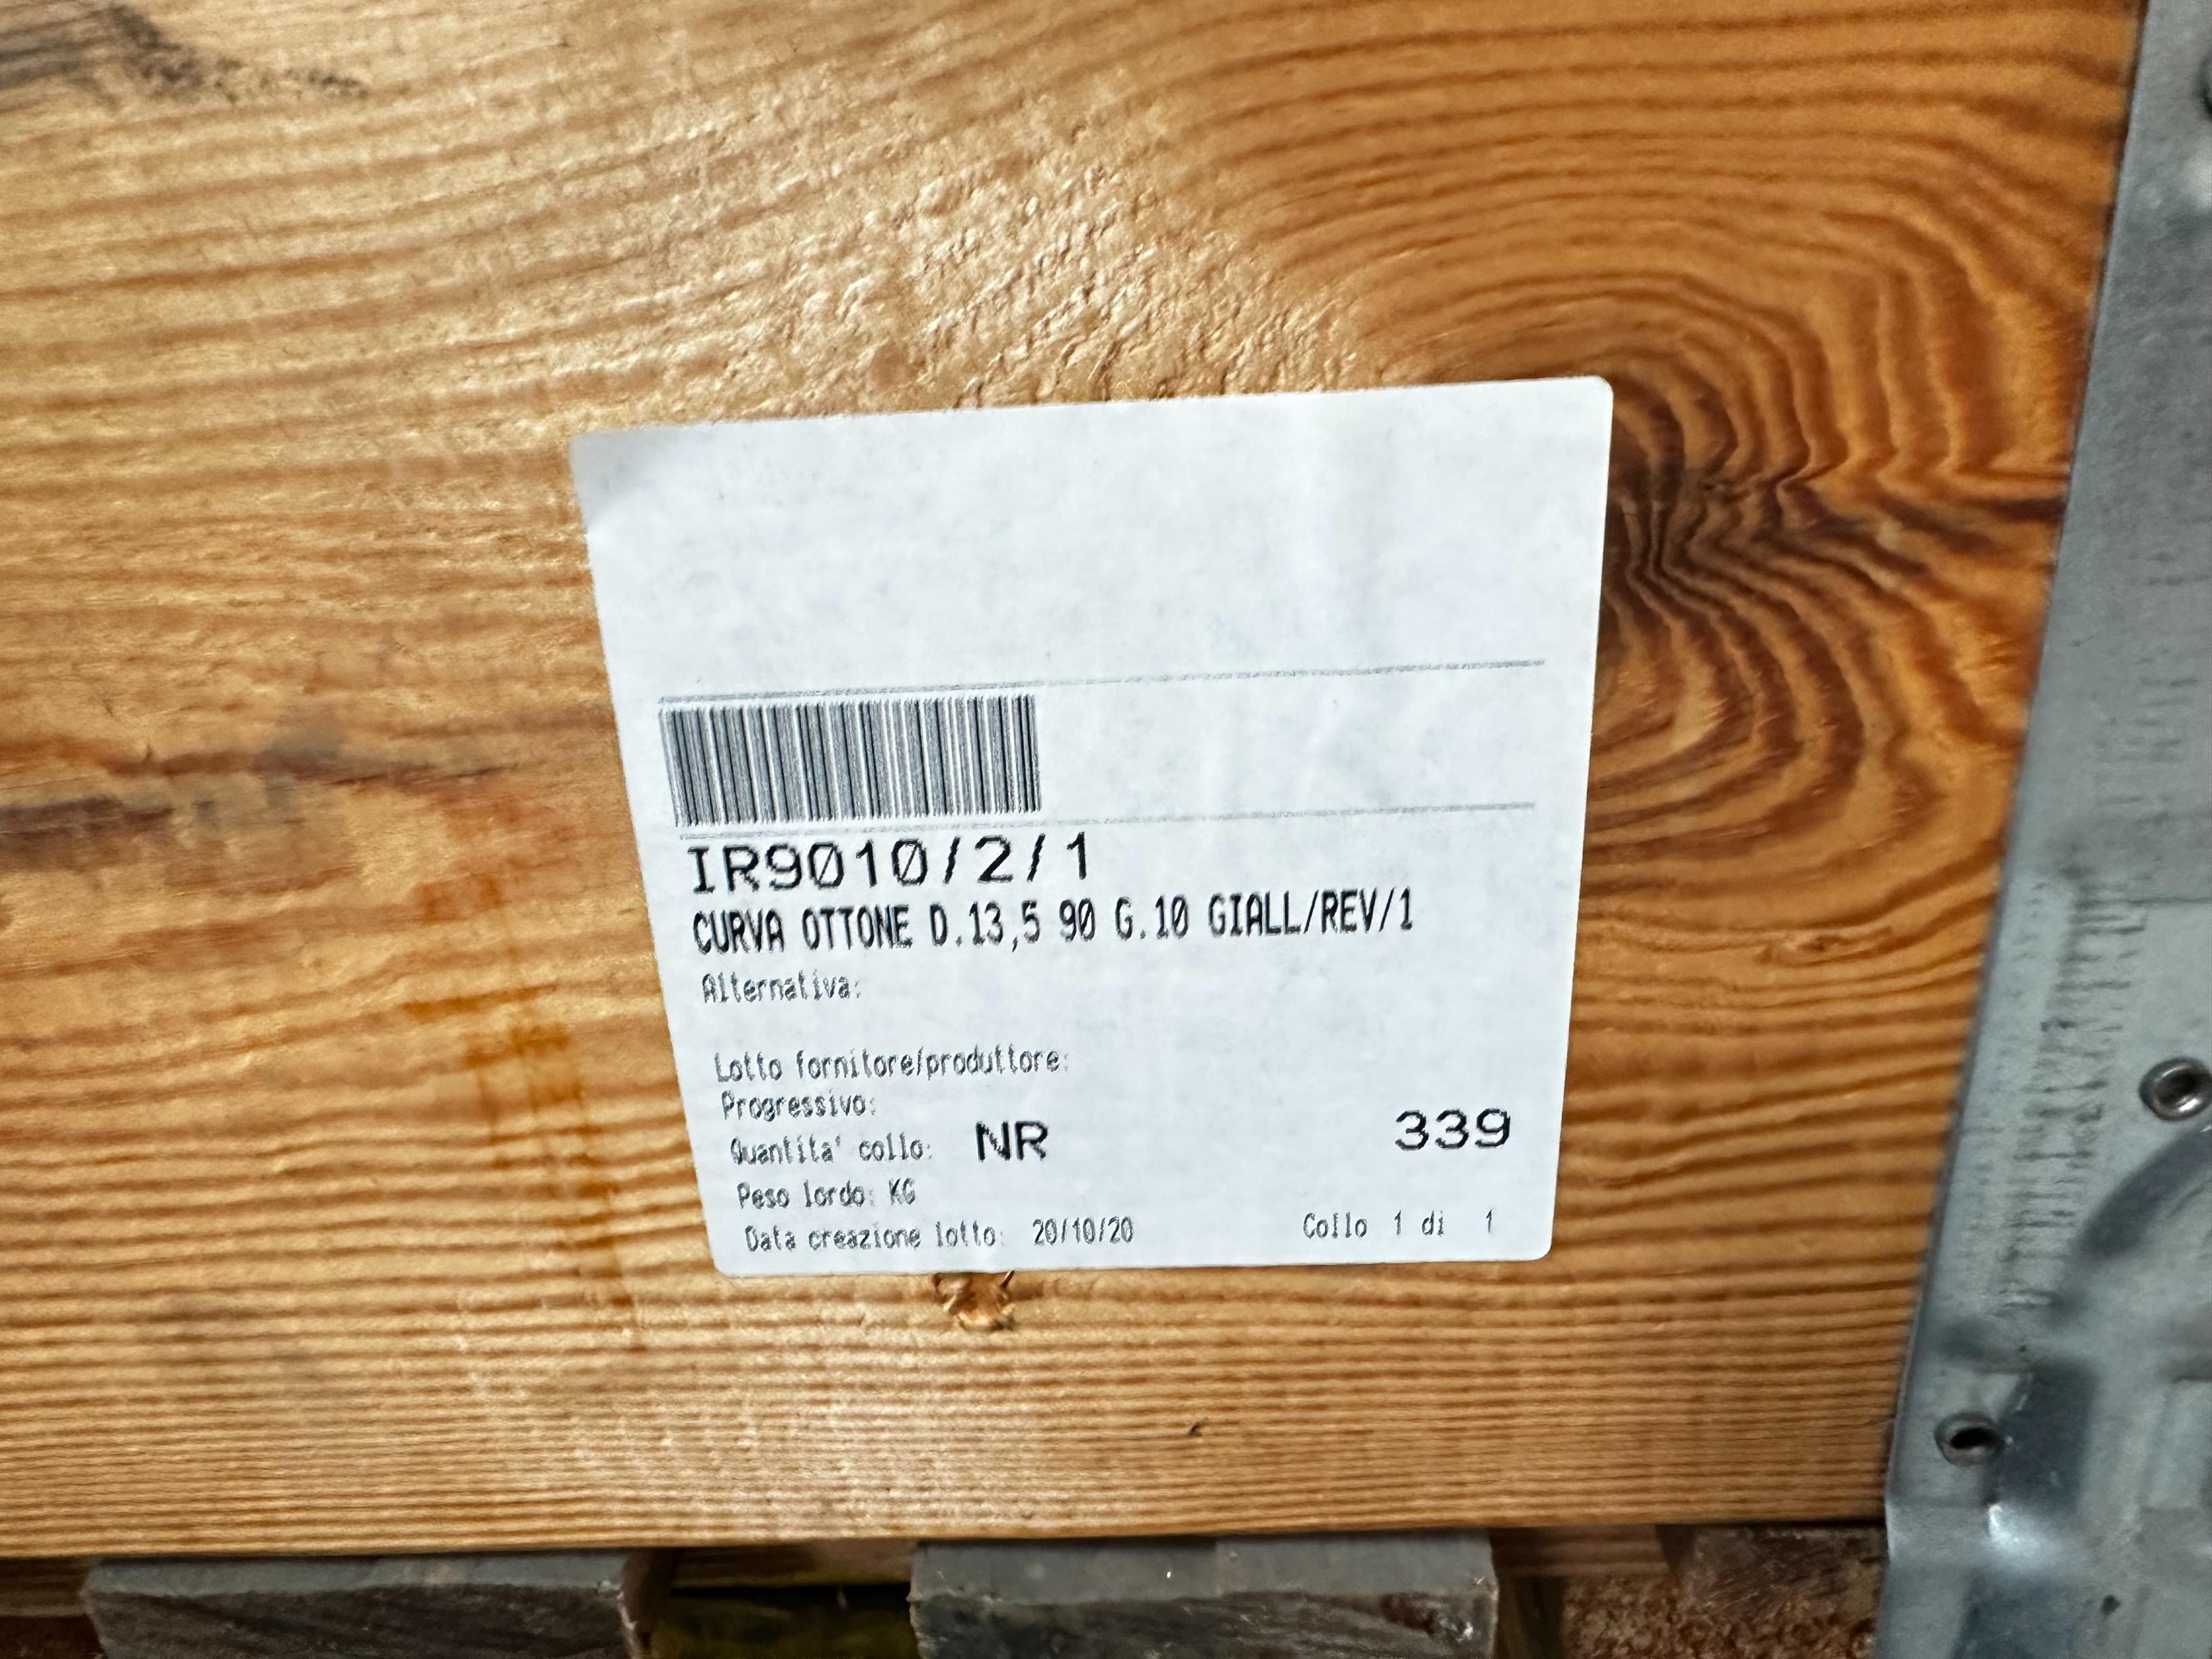 IR9010/2/1
CURVA OTTONE D.13,5 90 G.10 GIALL/REV/1
Alternativa:
Lotto fornitore/produttore:
Progressivo:
Quantita' collo: NR 339
Peso lordo: KG
Data creazione lotto: 20/10/20 Collo 1 di 1